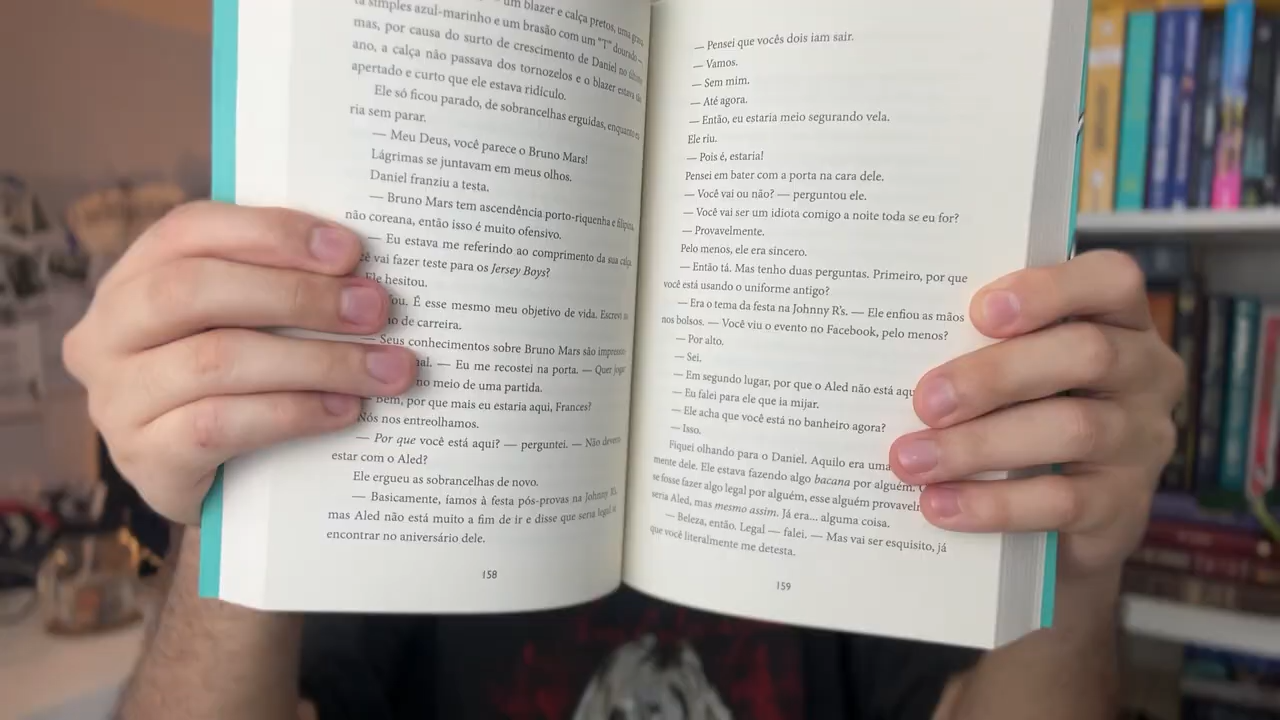 um blazer e calça pretos, uma
simples azul-marinho e um brasão com um "T" dourado –
mas, por causa do surto de crescimento de Daniel no
ano, a calça não passava dos tornozelos e o blazer estava
apertado e curto que ele estava ridículo.
Ele só ficou parado, de sobrancelhas erguidas, enquanto
ria sem parar.
— Meu Deus, você parece o Bruno Mars!
Lágrimas se juntavam em meus olhos.
Daniel franziu a testa.
— Bruno Mars tem ascendência porto-riquenha e filipina,
não coreana, então isso é muito ofensivo.
— Eu estava me referindo ao comprimento da sua calça.
vai fazer teste para os Jersey Boys?
Ele hesitou.
É esse mesmo meu objetivo de vida.
de carreira.
— Seus conhecimentos sobre Bruno Mars são
— Eu me recostei na porta. — Quer jogar
no meio de uma partida.
— Bem, por que mais eu estaria aqui, Frances?
Nós nos entreolhamos.
— Por que você está aqui? — perguntei. — Não deveria
estar com o Aled?
Ele ergueu as sobrancelhas de novo.
— Basicamente, íamos à festa pós-provas na Johnny R's,
mas Aled não está muito a fim de ir e disse que seria legal
encontrar no aniversário dele.
158
— Pensei que vocês dois iam sair.
— Vamos.
— Sem mim.
— Até agora.
— Então, eu estaria meio segurando vela.
Ele riu.
— Pois é, estaria!
Pensei em bater com a porta na cara dele.
— Você vai ou não? — perguntou ele.
— Você vai ser um idiota comigo a noite toda se eu for?
— Provavelmente.
Pelo menos, ele era sincero.
— Então tá. Mas tenho duas perguntas. Primeiro, por que
você está usando o uniforme antigo?
— Era o tema da festa na Johnny R's. — Ele enfiou as mãos
nos bolsos. — Você viu o evento no Facebook, pelo menos?
— Por alto.
— Sei.
— Em segundo lugar, por que o Aled não está
— Eu falei para ele que ia mijar.
— Ele acha que você está no banheiro agora?
— Isso.
Fiquei olhando para o Daniel. Aquilo era uma
mente dele. Ele estava fazendo algo bacana por alguém.
se fosse fazer algo legal por alguém, esse alguém
seria Aled, mas mesmo assim. Já era... alguma coisa.
— Beleza, então. Legal — falei. — Mas vai ser esquisito, já
que você literalmente me detesta.
159